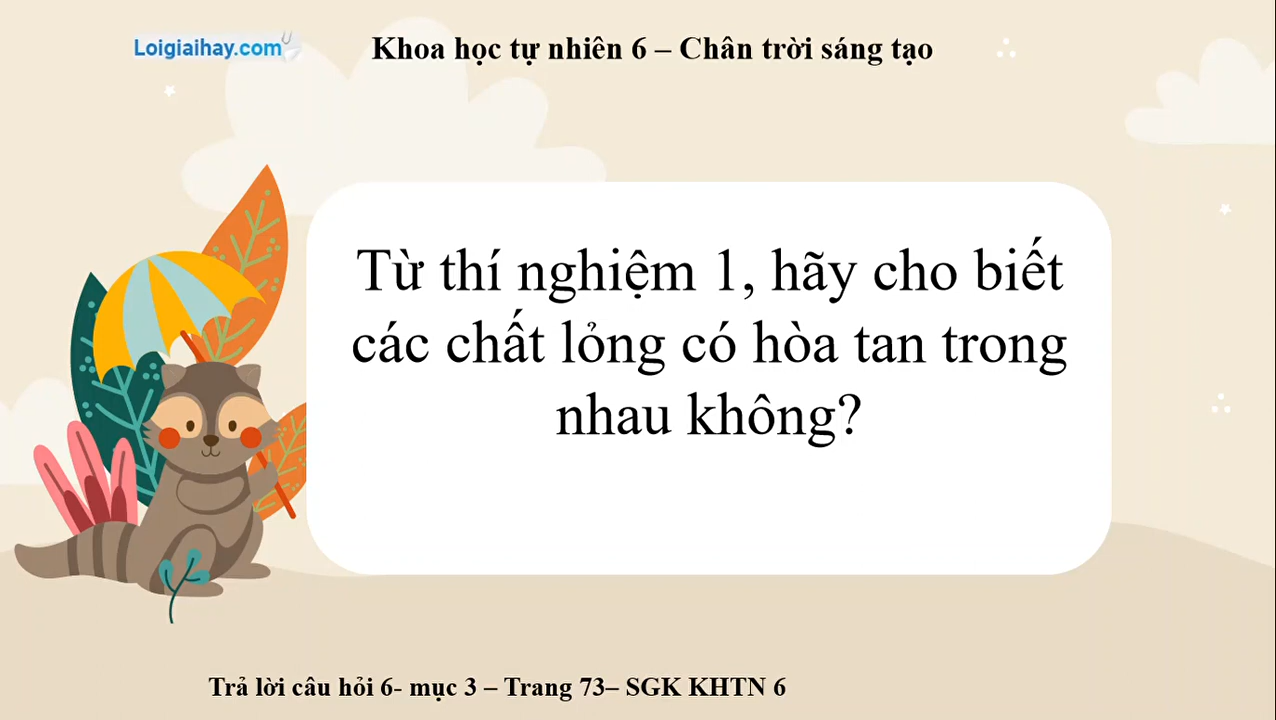 Loigiaihay.com
Khoa học tự nhiên 6 – Chân trời sáng tạo
Từ thí nghiệm 1, hãy cho biết
các chất lỏng có hòa tan trong
nhau không?
Trả lời câu hỏi 6- mục 3 – Trang 73– SGK KHTN 6